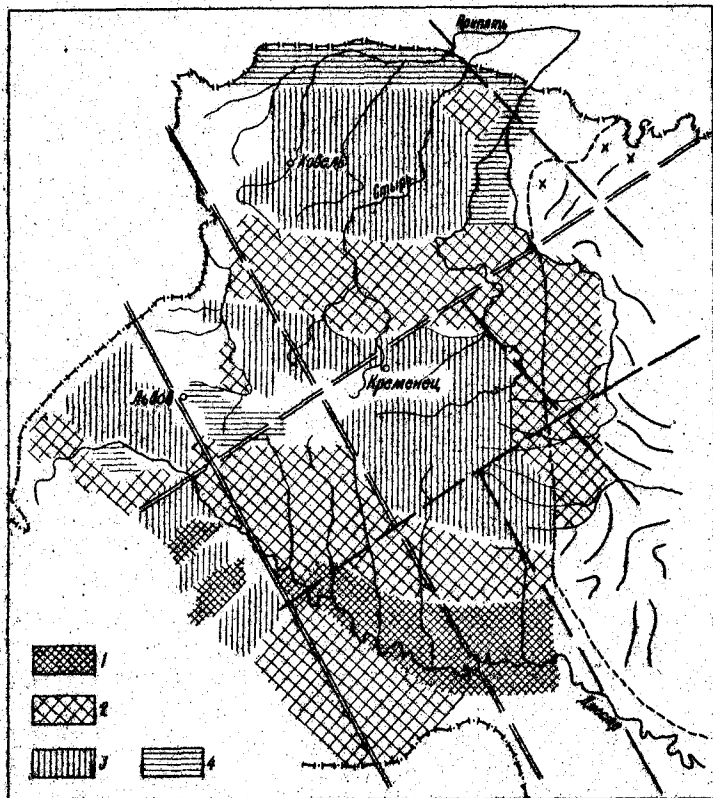 Припять
Ковель
Стырь
Кременец
Львов
Днестр
1
2
3
4